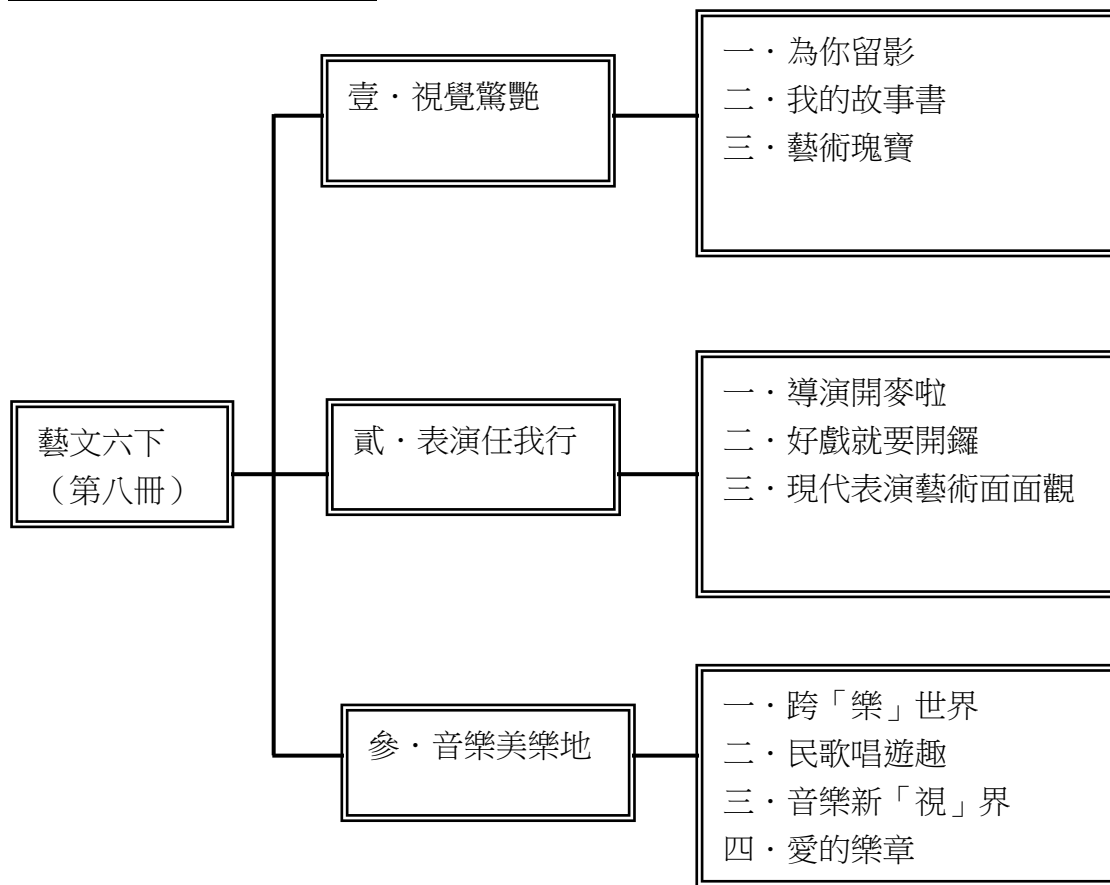 藝文六下
（第八冊）
壹．視覺驚艷
一．為你留影
二．我的故事書
三．藝術瑰寶
貳．表演任我行
一．導演開麥啦
二．好戲就要開鑼
三．現代表演藝術面面觀
參．音樂美樂地
一．跨「樂」世界
二．民歌唱遊趣
三．音樂新「視」界
四．愛的樂章